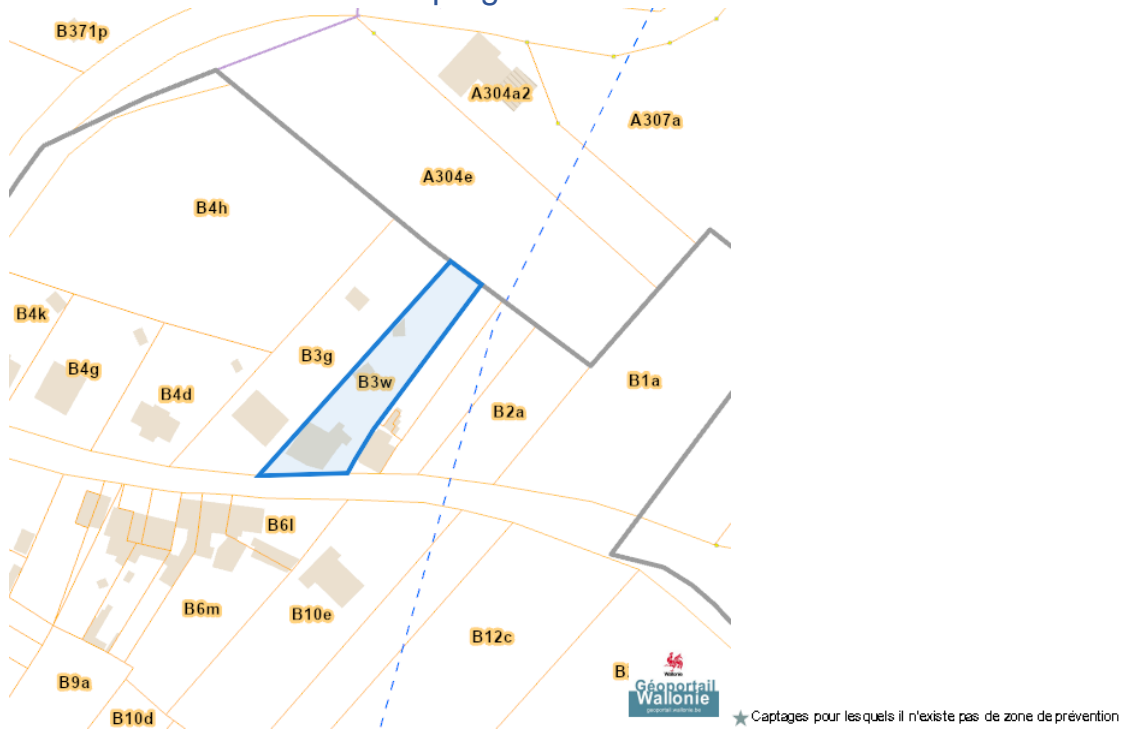 B371p
A304a2
A307a
A304e
B4h
B4k
B3g
B4g
B3w
B1a
B4d
B2a
B6l
B6m
B10e
B12c
B9a
B10d
Wallonie
Géoportail
Wallonie
geoportail.wallonie.be
Captages pour lesquels il n'existe pas de zone de prévention